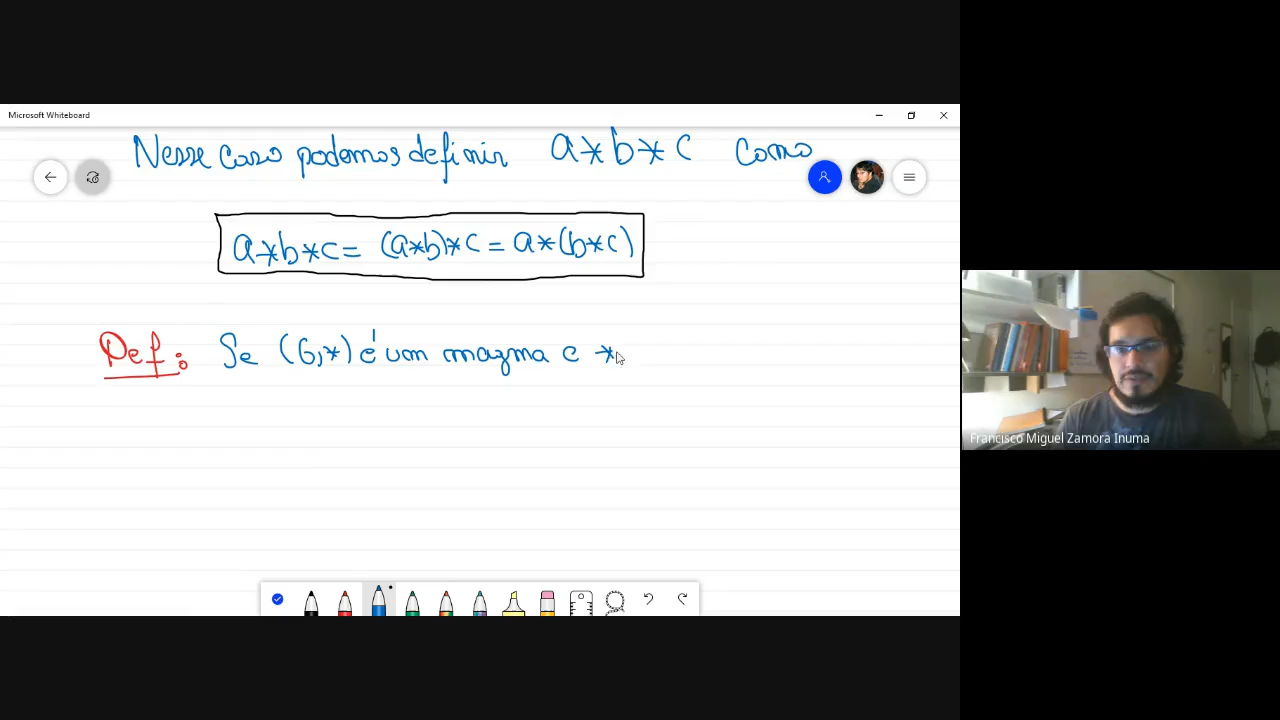 Microsoft Whiteboard
Nesse caso podemos definir a*b*c como
a*b*c = (a*b)*c = a*(b*c)
Def: Se (G,*) é um magma e *
Francisco Miguel Zamora Inuma